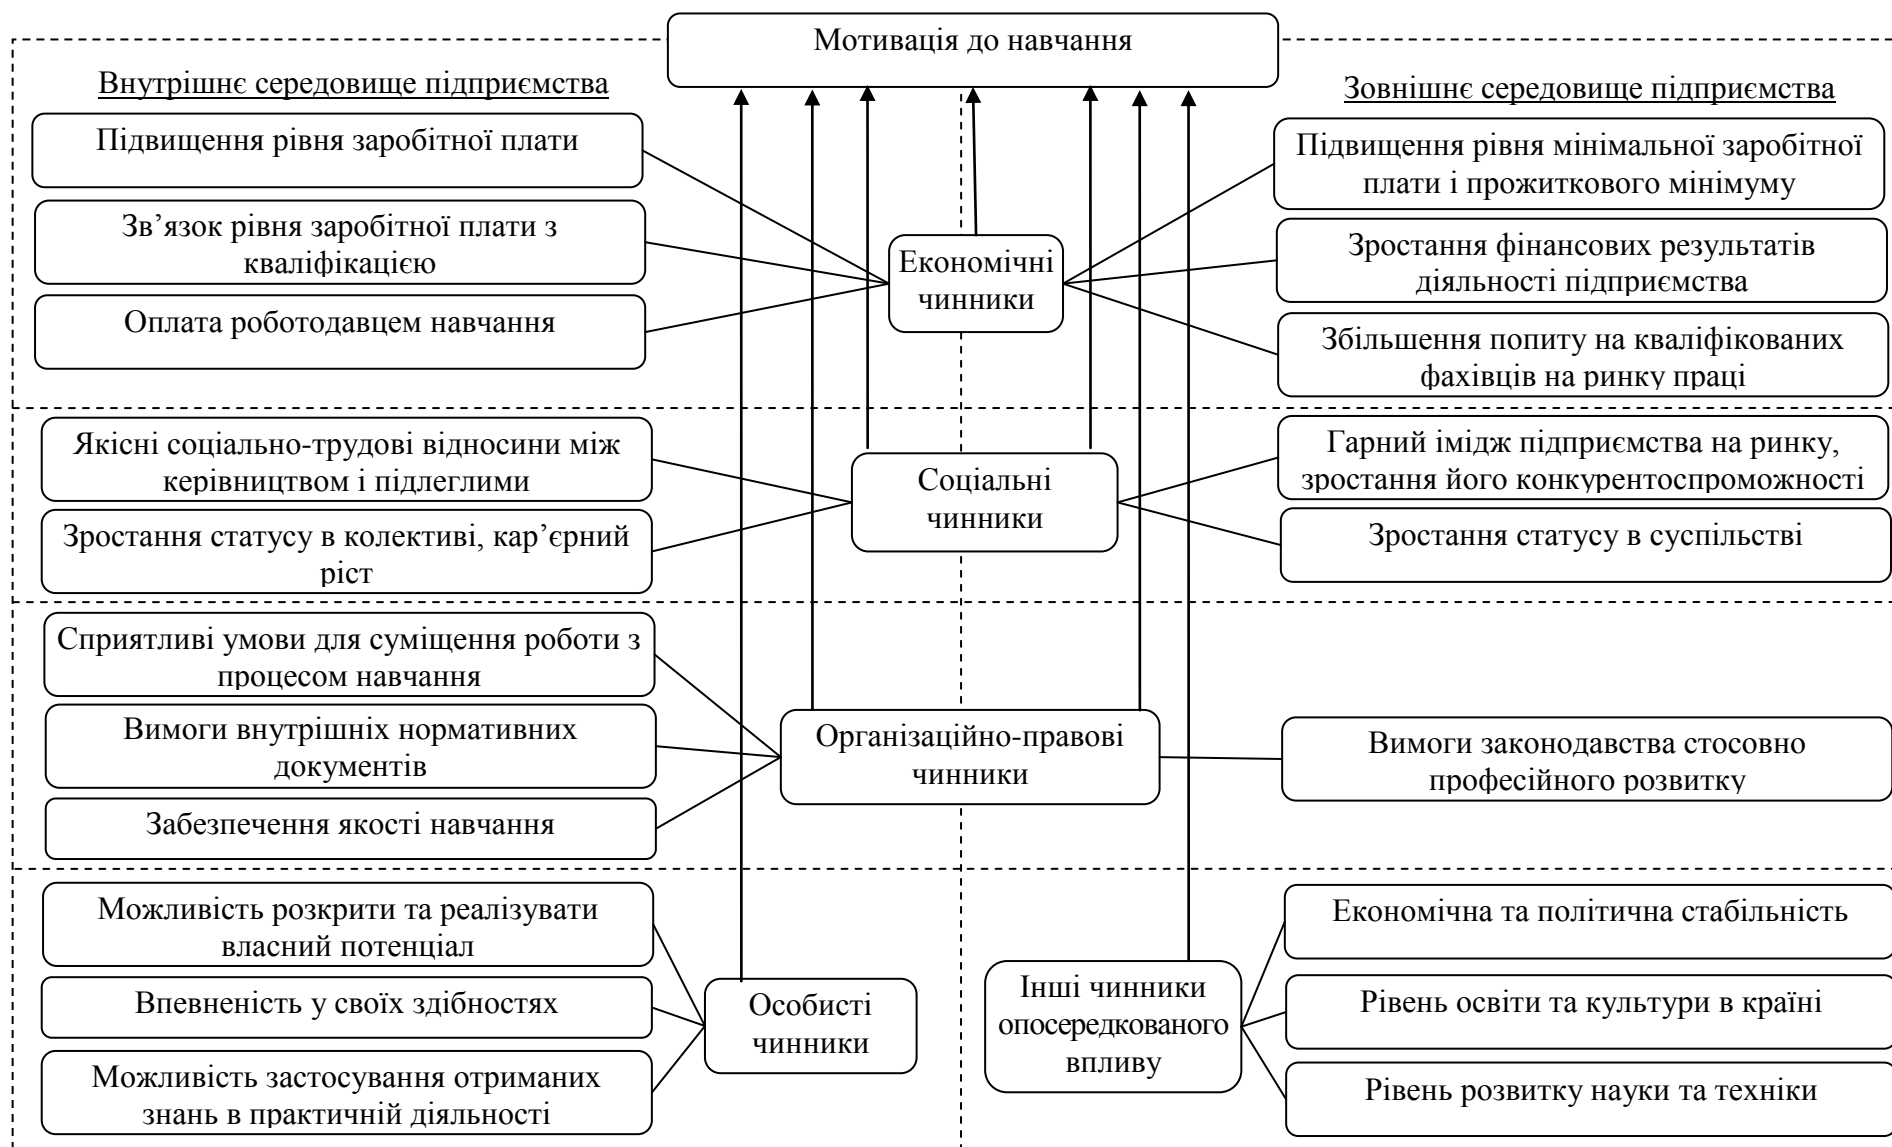 Мотивація до навчання
Внутрішнє середовище підприємства
Зовнішнє середовище підприємства
Підвищення рівня заробітної плати
Зв’язок рівня заробітної плати з
кваліфікацією
Оплата роботодавцем навчання
Економічні
чинники
Підвищення рівня мінімальної заробітної
плати і прожиткового мінімуму
Зростання фінансових результатів
діяльності підприємства
Збільшення попиту на кваліфікованих
фахівців на ринку праці
Якісні соціально-трудові відносини між
керівництвом і підлеглими
Зростання статусу в колективі, кар’єрний
ріст
Соціальні
чинники
Гарний імідж підприємства на ринку,
зростання його конкурентоспроможності
Зростання статусу в суспільстві
Сприятливі умови для суміщення роботи з
процесом навчання
Вимоги внутрішніх нормативних
документів
Забезпечення якості навчання
Організаційно-правові
чинники
Вимоги законодавства стосовно
професійного розвитку
Можливість розкрити та реалізувати
власний потенціал
Впевненість у своїх здібностях
Можливість застосування отриманих
знань в практичній діяльності
Особисті
чинники
Інші чинники
опосередкованого
впливу
Економічна та політична стабільність
Рівень освіти та культури в країні
Рівень розвитку науки та техніки